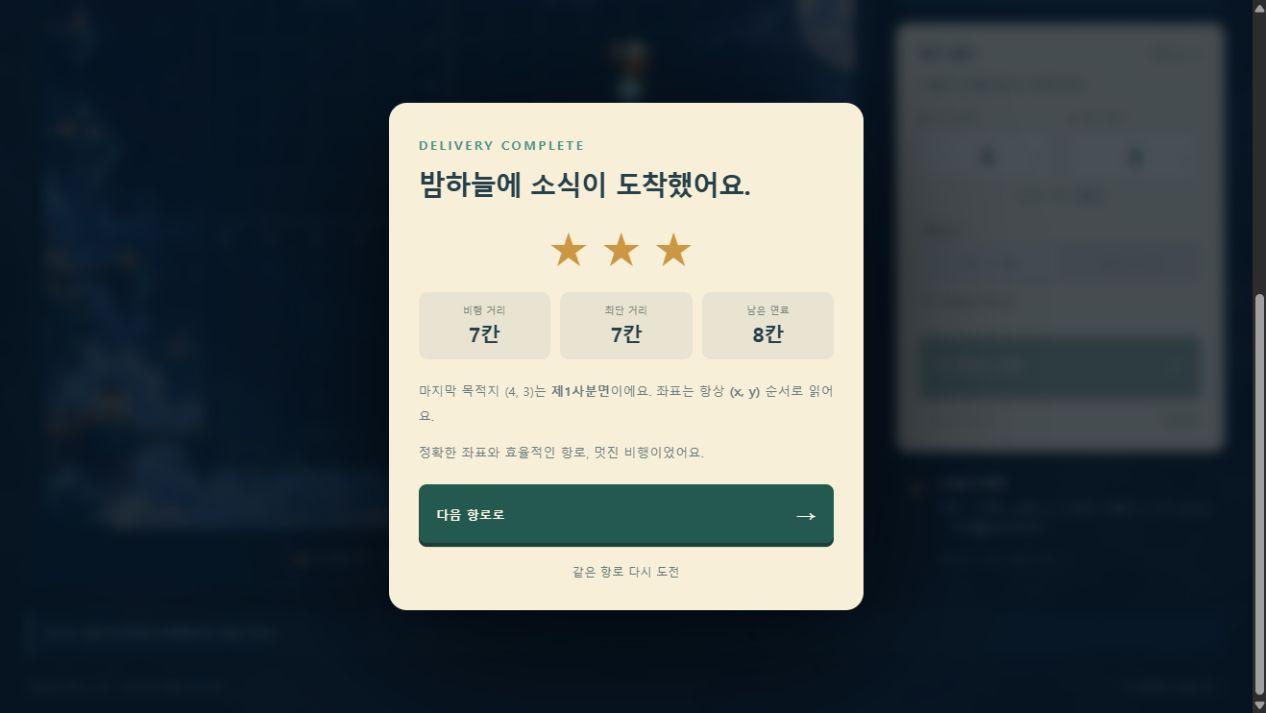 DELIVERY COMPLETE
밤하늘에 소식이 도착했어요.
★ ★ ★
비행 거리
7칸
최단 거리
7칸
남은 연료
8칸
마지막 목적지 (4, 3)는 제1사분면이에요. 좌표는 항상 (x, y) 순서로 읽어
요.
정확한 좌표와 효율적인 항로, 멋진 비행이었어요.
다음 항로로 →
같은 항로 다시 도전